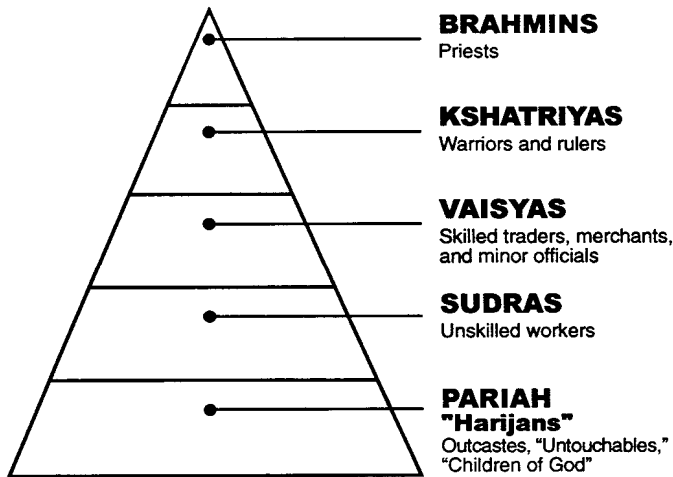 BRAHMINS
Priests
KSHATRIYAS
Warriors and rulers
VAISYAS
Skilled traders, merchants,
and minor officials
SUDRAS
Unskilled workers
PARIAH
"Harijans"
Outcastes, “Untouchables,”
“Children of God”